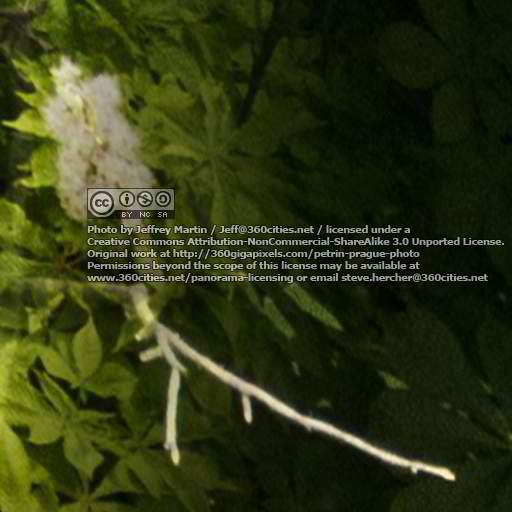 cc
BY NC SA
Photo by Jeffrey Martin / Jeff@360cities.net / licensed under a
Creative Commons Attribution-NonCommercial-ShareAlike 3.0 Unported License.
Original work at http://360gigapixels.com/petrin-prague-photo
Permissions beyond the scope of this license may be available at
www.360cities.net/panorama-licensing or email steve.hercher@360cities.net